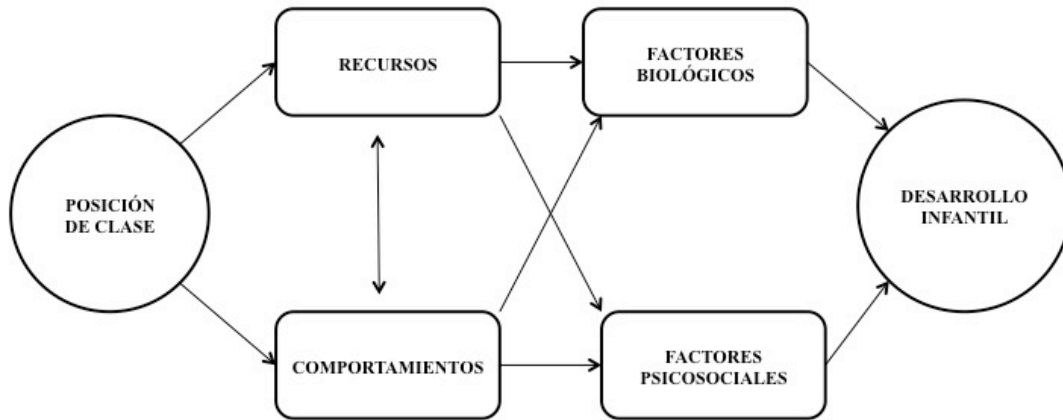 RECURSOS
FACTORES
BIOLÓGICOS
POSICIÓN
DE CLASE
DESARROLLO
INFANTIL
COMPORTAMIENTOS
FACTORES
PSICOSOCIALES